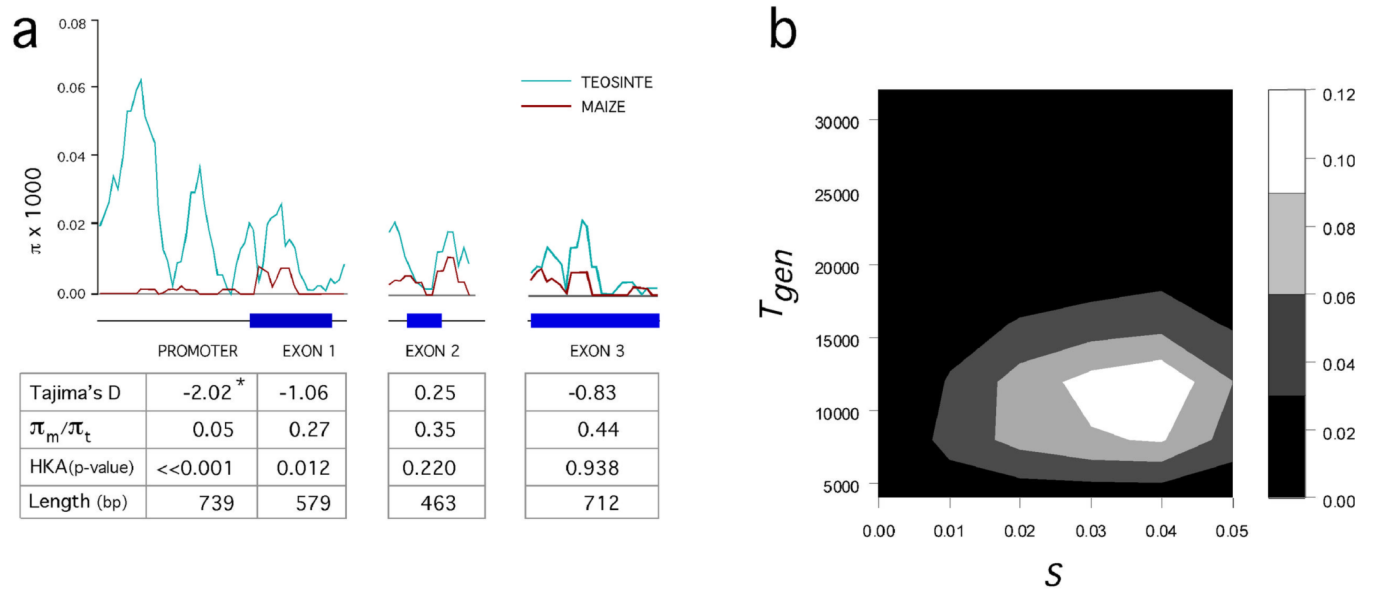 a
0.08
0.06
0.04
0.02
0.00
π x 1000
TEOSINTE
MAIZE
PROMOTER EXON 1 EXON 2 EXON 3
Tajima's D -2.02 * -1.06 0.25 -0.83
πm/πt 0.05 0.27 0.35 0.44
HKA(p-value) <<0.001 0.012 0.220 0.938
Length (bp) 739 579 463 712
b
30000
25000
20000
15000
10000
5000
Tgen
0.00 0.01 0.02 0.03 0.04 0.05
S
0.12
0.10
0.08
0.06
0.04
0.02
0.00